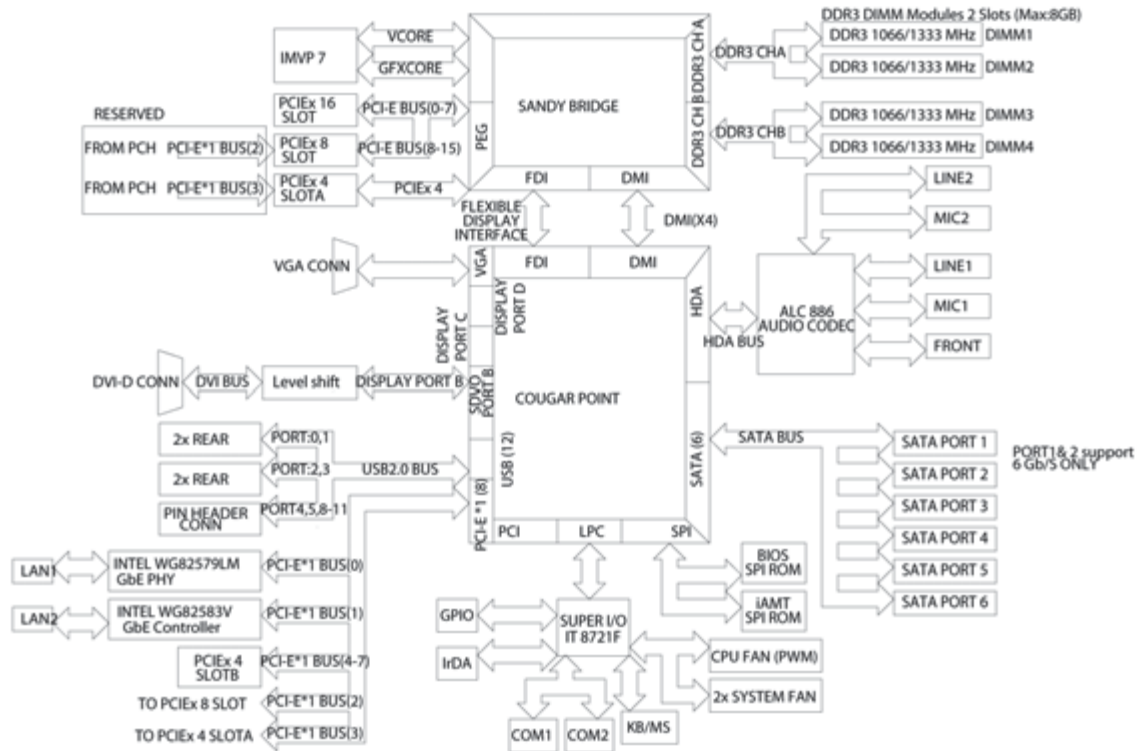 DDR3 DIMM Modules 2 Slots (Max:8GB)
VCORE
IMVP 7
GFXCORE
SANDY BRIDGE
DDR3 CH A
DDR3 CHA
DDR3 1066/1333 MHz DIMM1
DDR3 1066/1333 MHz DIMM2
PCIEx 16
SLOT
PCI-E BUS(0-7)
PEG
DDR3 CH B
DDR3 CHB
DDR3 1066/1333 MHz DIMM3
DDR3 1066/1333 MHz DIMM4
RESERVED
FROM PCH PCI-E*1 BUS(2)
PCIEx 8
SLOT
PCI-E BUS(8-15)
FROM PCH PCI-E*1 BUS(3)
PCIEx 4
SLOTA
PCIEx 4
FDI DMI
FLEXIBLE
DISPLAY
INTERFACE
DMI(X4)
LINE2
MIC2
VGA CONN
VGA
FDI DMI
HDA
HDA BUS
ALC 886
AUDIO CODEC
LINE1
MIC1
FRONT
DISPLAY
PORT D
DISPLAY
PORT C
DVI-D CONN
DVI BUS
Level shift
DISPLAY PORT B
SDVO
PORT B
COUGAR POINT
2x REAR
PORT:0,1
2x REAR
PORT:2,3
USB2.0 BUS
USB (12)
PIN HEADER
CONN
PORT4,5,8-11
PCI-E *1 (8)
SATA (6)
SATA BUS
SATA PORT 1
SATA PORT 2
SATA PORT 3
SATA PORT 4
SATA PORT 5
SATA PORT 6
PORT1& 2 support
6 Gb/S ONLY
PCI LPC SPI
BIOS
SPI ROM
iAMT
SPI ROM
LAN1
INTEL WG82579LM
GbE PHY
PCI-E*1 BUS(0)
LAN2
INTEL WG82583V
GbE Controller
PCI-E*1 BUS(1)
PCIEx 4
SLOTB
PCI-E*1 BUS(4-7)
TO PCIEx 8 SLOT PCI-E*1 BUS(2)
TO PCIEx 4 SLOTA PCI-E*1 BUS(3)
GPIO
IrDA
SUPER I/O
IT 8721F
CPU FAN (PWM)
2x SYSTEM FAN
COM1
COM2
KB/MS